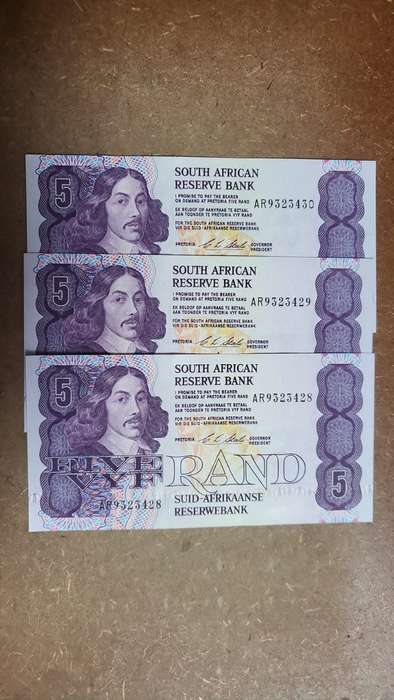 5
SOUTH AFRICAN
RESERVE BANK
I PROMISE TO PAY THE BEARER
ON DEMAND AT PRETORIA FIVE RAND
AR9323430
EK BELOOF OP AANVRAAG TE BETAAL
AAN TOONDER TE PRETORIA VYF RAND
FOR THE SOUTH AFRICAN RESERVE BANK
VIR DIE SUID-AFRIKAANSE RESERWEBANK
PRETORIA
GOVERNOR
PRESIDENT
5
SOUTH AFRICAN
RESERVE BANK
I PROMISE TO PAY THE BEARER
ON DEMAND AT PRETORIA FIVE RAND
AR9323429
EK BELOOF OP AANVRAAG TE BETAAL
AAN TOONDER TE PRETORIA VYF RAND
FOR THE SOUTH AFRICAN RESERVE BANK
VIR DIE SUID-AFRIKAANSE RESERWEBANK
PRETORIA
GOVERNOR
PRESIDENT
5
SOUTH AFRICAN
RESERVE BANK
I PROMISE TO PAY THE BEARER
ON DEMAND AT PRETORIA FIVE RAND
AR9323428
EK BELOOF OP AANVRAAG TE BETAAL
AAN TOONDER TE PRETORIA VYF RAND
FOR THE SOUTH AFRICAN RESERVE BANK
VIR DIE SUID-AFRIKAANSE RESERWEBANK
PRETORIA
GOVERNOR
PRESIDENT
FIVE
VYF RAND
5
AR9323428
SUID-AFRIKAANSE
RESERWEBANK